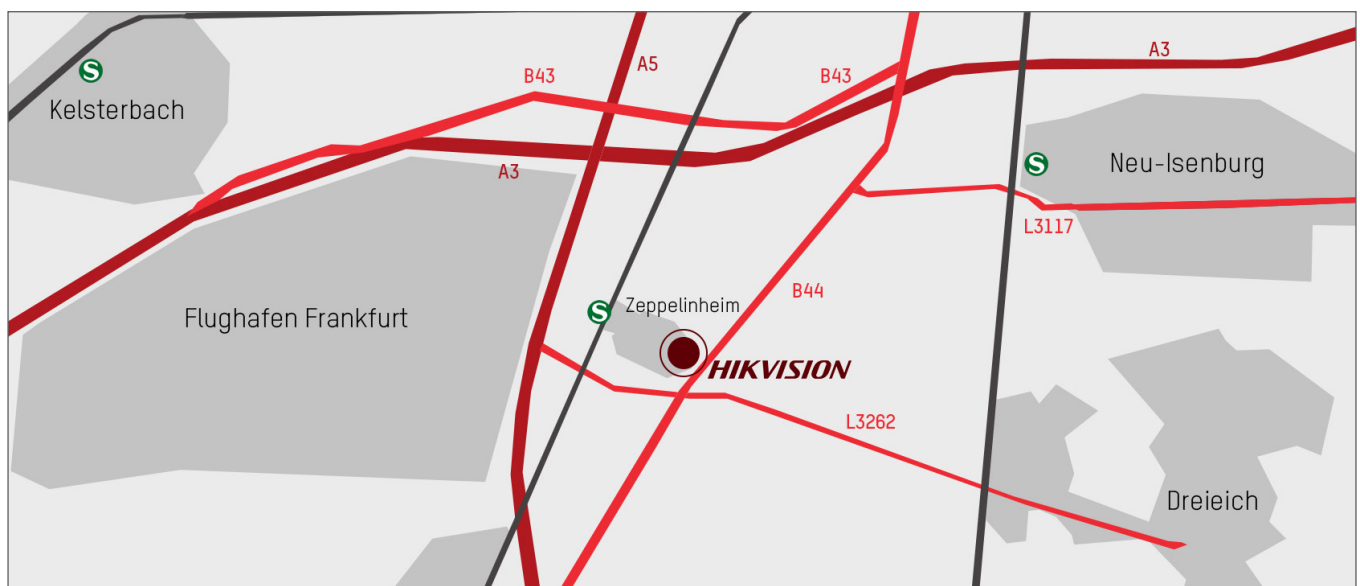 A3
A5
B43
B43
S
Kelsterbach
Neu-Isenburg
S
A3
L3117
B44
Zeppelinheim
S
Flughafen Frankfurt
HIKVISION
L3262
Dreieich